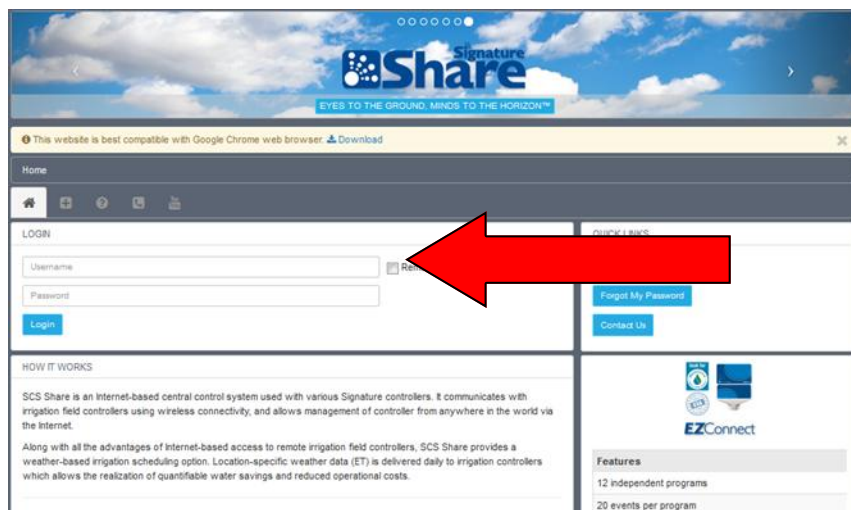 Signature
Share
EYES TO THE GROUND, MINDS TO THE HORIZON™
This website is best compatible with Google Chrome web browser. Download
Home
LOGIN
Username
Password
Login
QUICK LINKS
Forgot My Password
Contact Us
HOW IT WORKS
SCS Share is an Internet-based central control system used with various Signature controllers. It communicates with
irrigation field controllers using wireless connectivity, and allows management of controller from anywhere in the world via
the Internet.
Along with all the advantages of Internet-based access to remote irrigation field controllers, SCS Share provides a
weather-based irrigation scheduling option. Location-specific weather data (ET) is delivered daily to irrigation controllers
which allows the realization of quantifiable water savings and reduced operational costs.
EZConnect
Features
12 independent programs
20 events per program